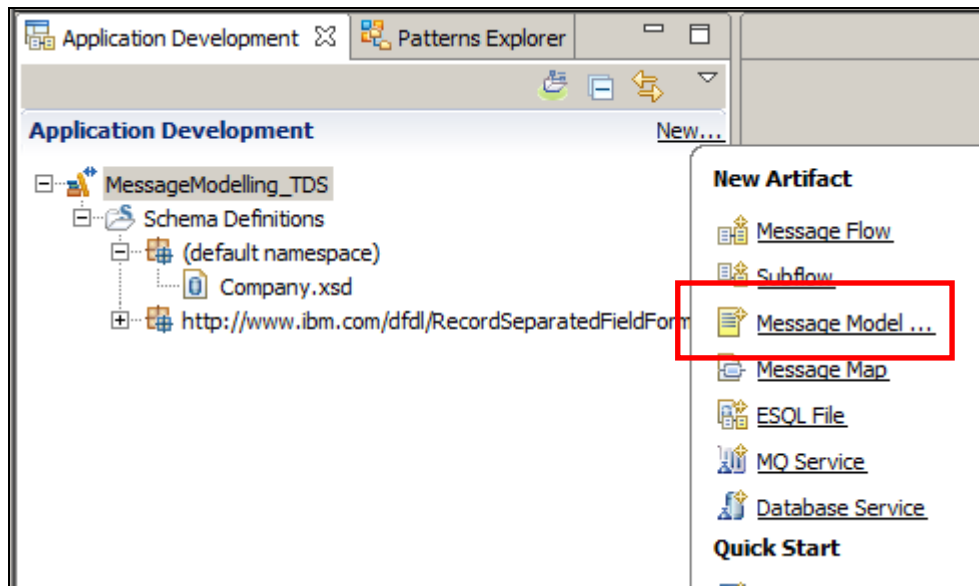 Application Development
Patterns Explorer
Application Development
New...
MessageModelling_TDS
Schema Definitions
(default namespace)
Company.xsd
http://www.ibm.com/dfdl/RecordSeparatedFieldForm
New Artifact
Message Flow
Subflow
Message Model ...
Message Map
ESQL File
MQ Service
Database Service
Quick Start